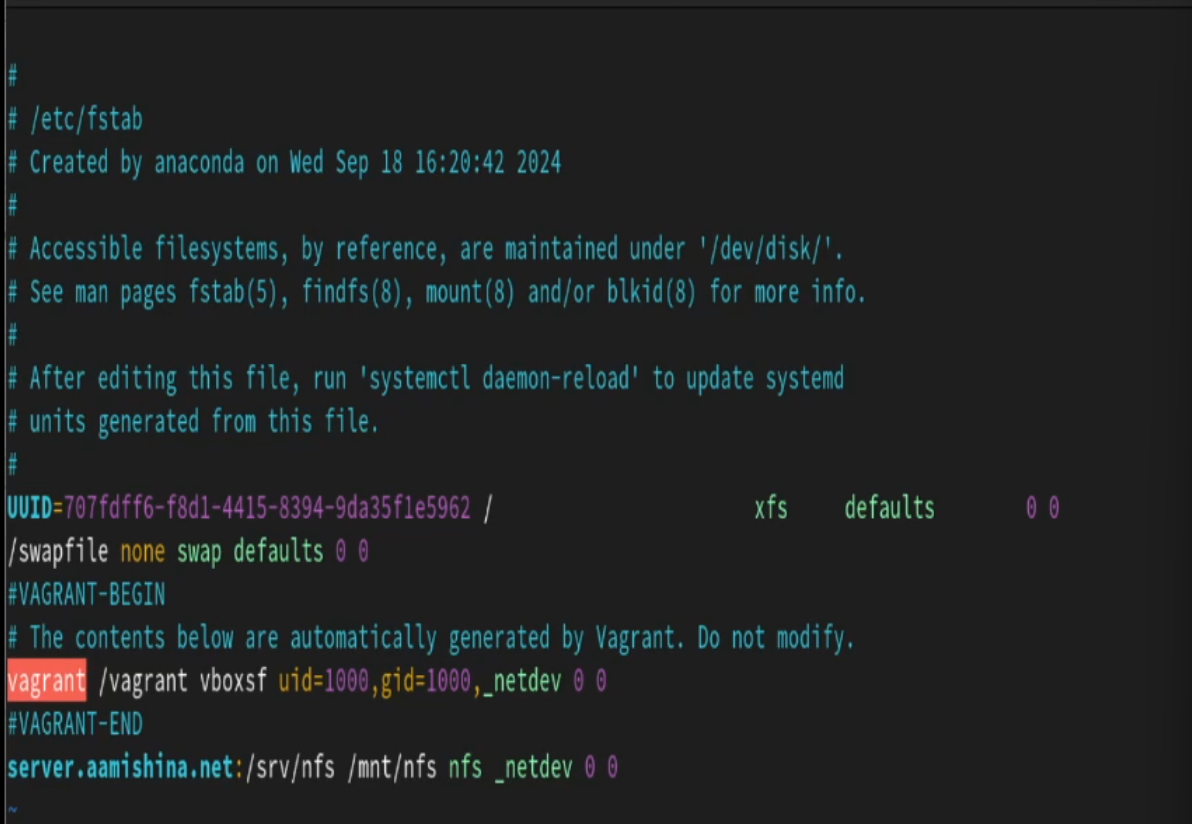 #
# /etc/fstab
# Created by anaconda on Wed Sep 18 16:20:42 2024
#
# Accessible filesystems, by reference, are maintained under '/dev/disk/'.
# See man pages fstab(5), findfs(8), mount(8) and/or blkid(8) for more info.
#
# After editing this file, run 'systemctl daemon-reload' to update systemd
# units generated from this file.
#
UUID=707fdff6-f8d1-4415-8394-9da35f1e5962 /                       xfs     defaults        0 0
/swapfile none swap defaults 0 0
#VAGRANT-BEGIN
# The contents below are automatically generated by Vagrant. Do not modify.
vagrant /vagrant vboxsf uid=1000,gid=1000,_netdev 0 0
#VAGRANT-END
server.aamishina.net:/srv/nfs /mnt/nfs nfs _netdev 0 0
~